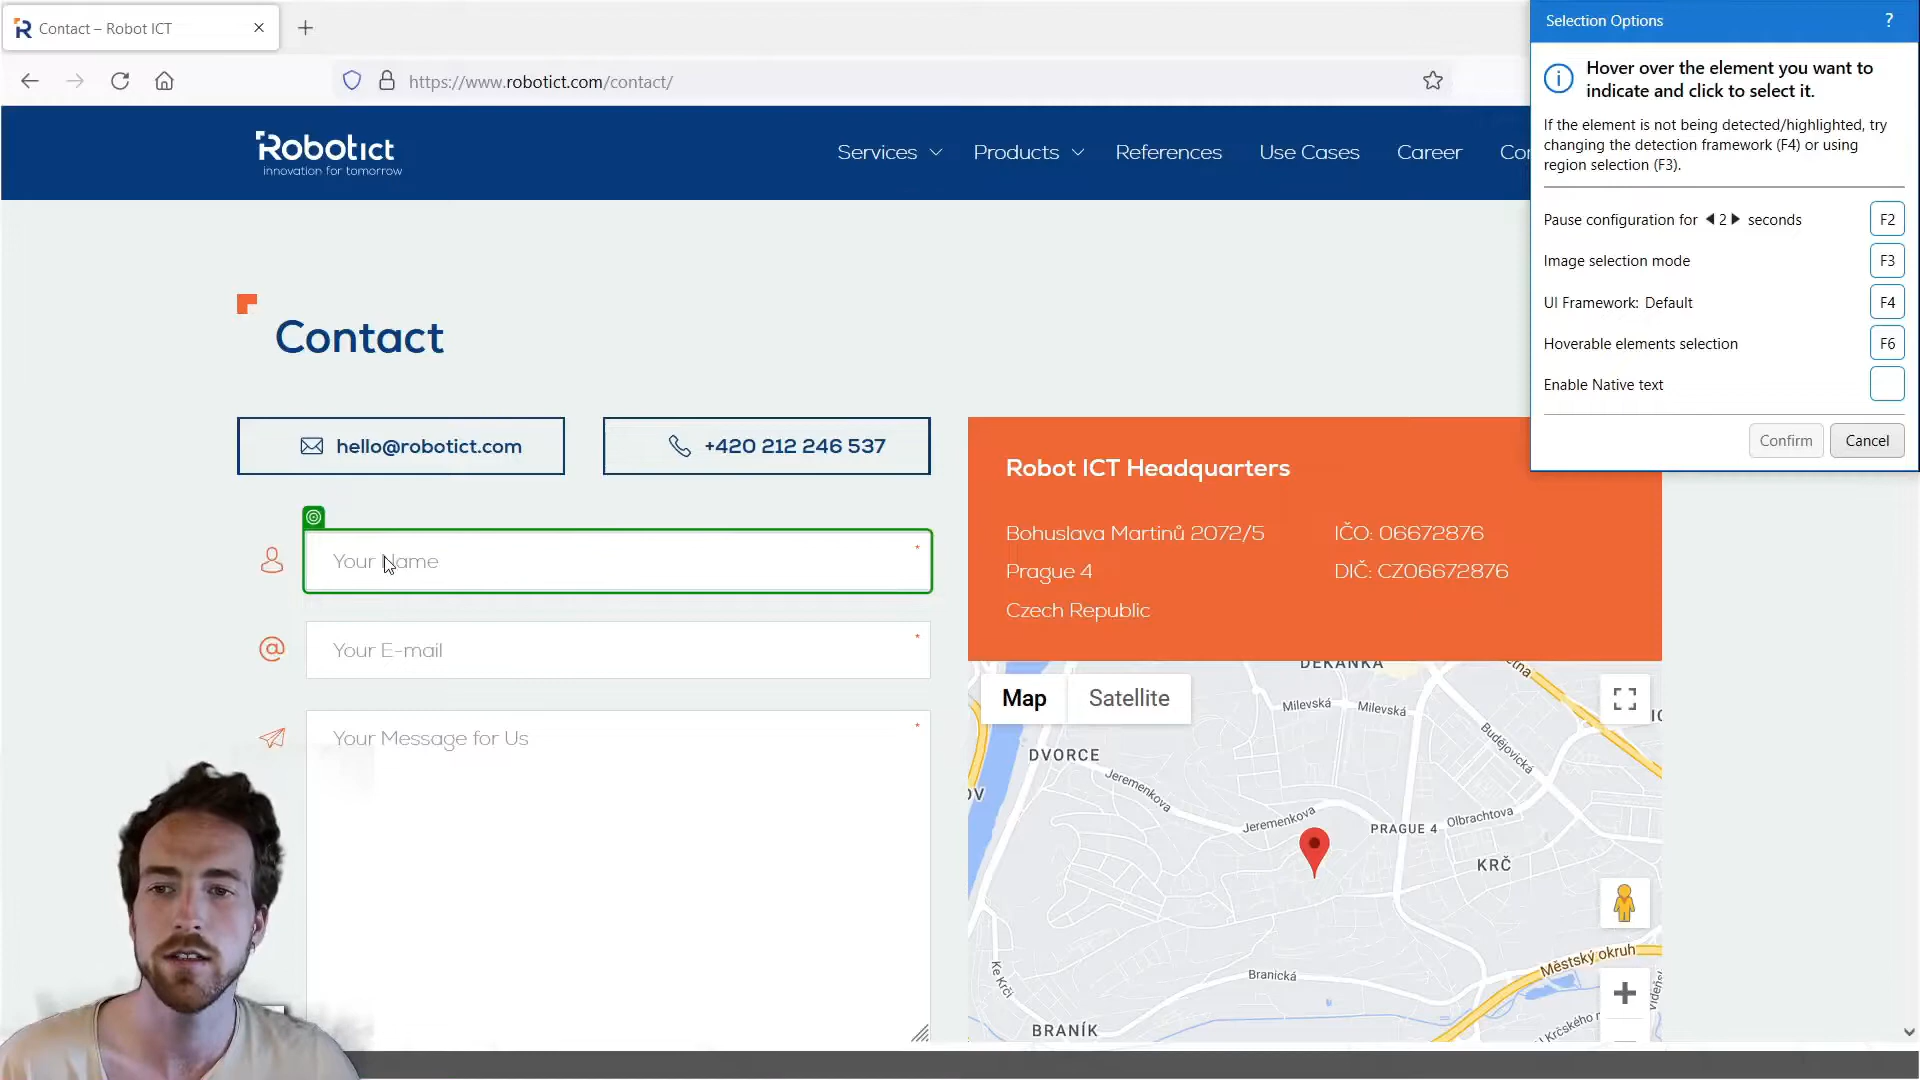 Contact – Robot ICT
https://www.robotict.com/contact/
Robotict
innovation for tomorrow
Services
Products
References
Use Cases
Career
Selection Options
?
Hover over the element you want to
indicate and click to select it.
If the element is not being detected/highlighted, try
changing the detection framework (F4) or using
region selection (F3).
Pause configuration for 2 seconds
F2
Image selection mode
F3
UI Framework: Default
F4
Hoverable elements selection
F6
Enable Native text
Confirm
Cancel
Contact
hello@robotict.com
+420 212 246 537
Your Name
*
Your E-mail
*
Your Message for Us
*
Robot ICT Headquarters
Bohuslava Martinů 2072/5
Prague 4
Czech Republic
IČO: 06672876
DIČ: CZ06672876
Map
Satellite
DĚKANKA
Milevská
Milevská
Budějovická
DVORCE
Jeremenkova
Jeremenkova
PRAGUE 4
Olbrachtova
KRČ
Ke Krči
Branická
Městský okruh
BRANÍK